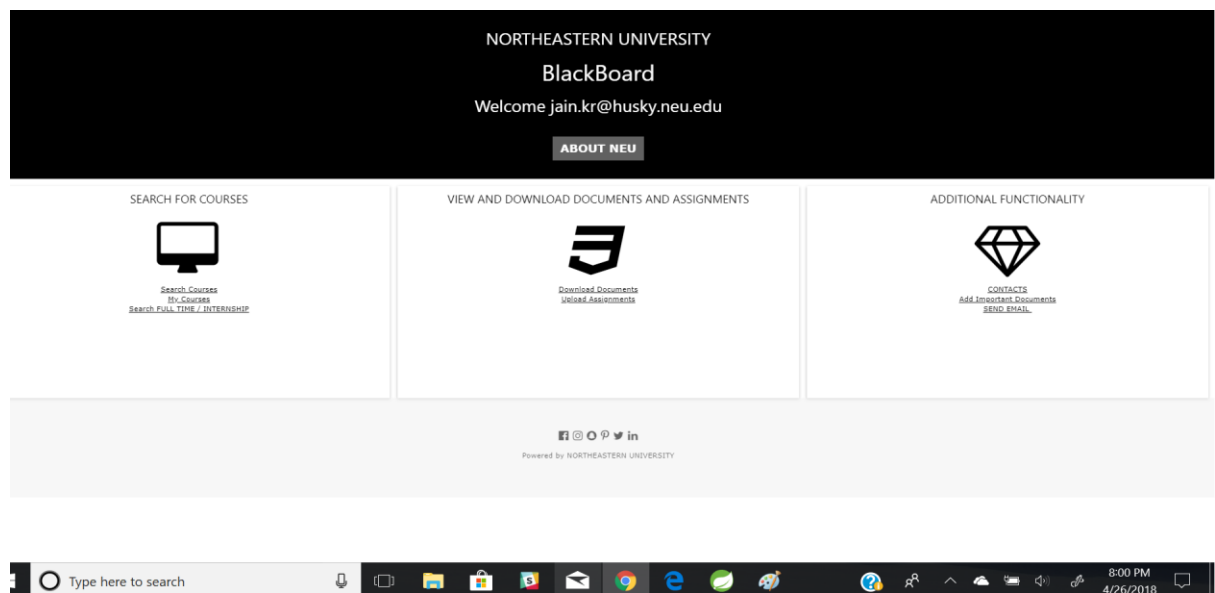 NORTHEASTERN UNIVERSITY
BlackBoard
Welcome jain.kr@husky.neu.edu
ABOUT NEU
SEARCH FOR COURSES
Search Courses
My Courses
Search FULL TIME / INTERNSHIP
VIEW AND DOWNLOAD DOCUMENTS AND ASSIGNMENTS
Download Documents
Upload Assignments
ADDITIONAL FUNCTIONALITY
CONTACTS
Add Important Documents
SEND EMAIL
Powered by NORTHEASTERN UNIVERSITY
Type here to search
8:00 PM
4/26/2018